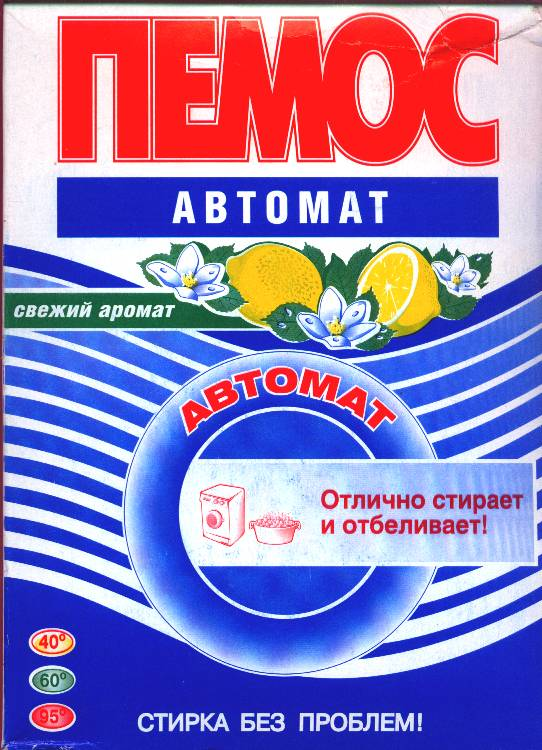 ПЕМОС
АВТОМАТ
свежий аромат
АВТОМАТ
Отлично стирает
и отбеливает!
40°
60°
95°
СТИРКА БЕЗ ПРОБЛЕМ!